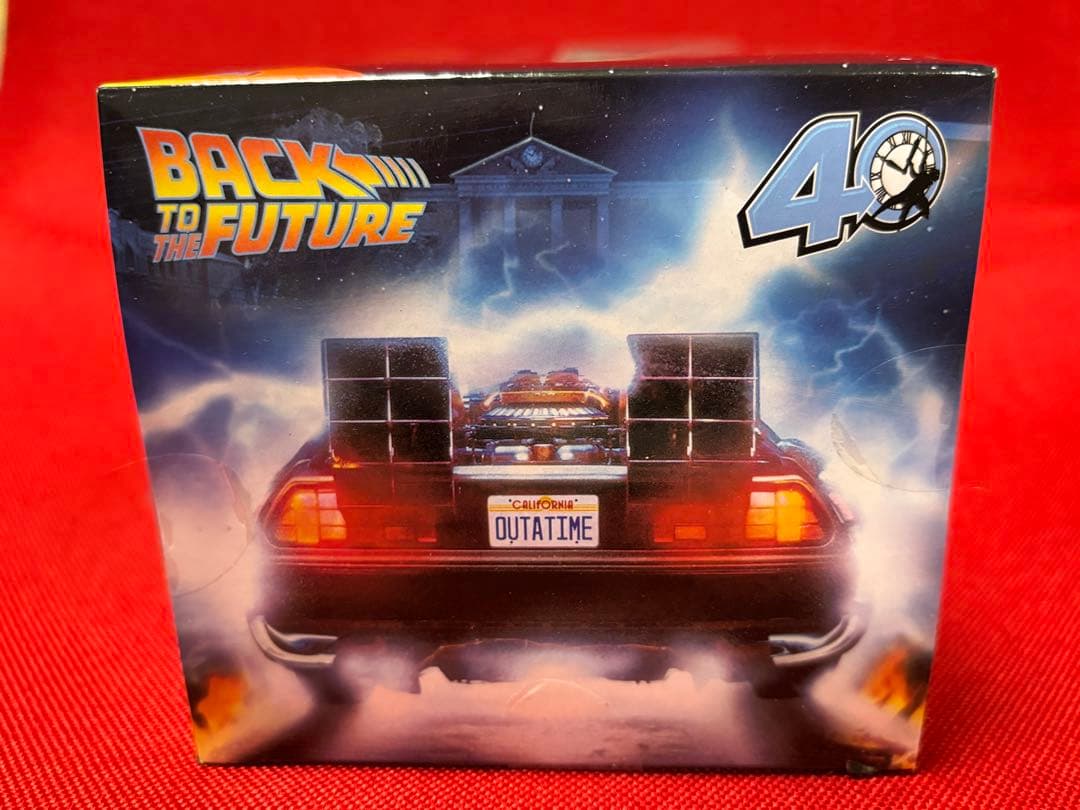 BACK
TO THE FUTURE
40
CALIFORNIA
OUTATIME